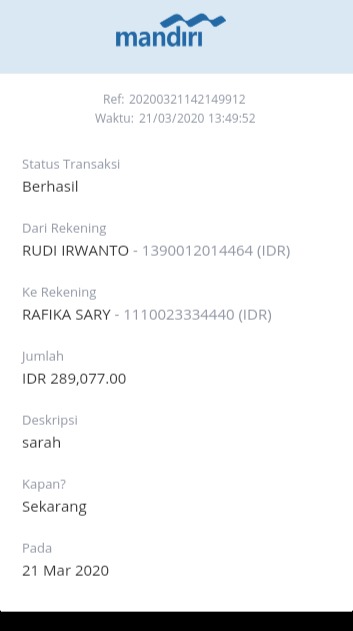 mandiri
Ref: 20200321142149912
Waktu: 21/03/2020 13:49:52
Status Transaksi
Berhasil
Dari Rekening
RUDI IRWANTO - 1390012014464 (IDR)
Ke Rekening
RAFIKA SARY - 1110023334440 (IDR)
Jumlah
IDR 289,077.00
Deskripsi
sarah
Kapan?
Sekarang
Pada
21 Mar 2020